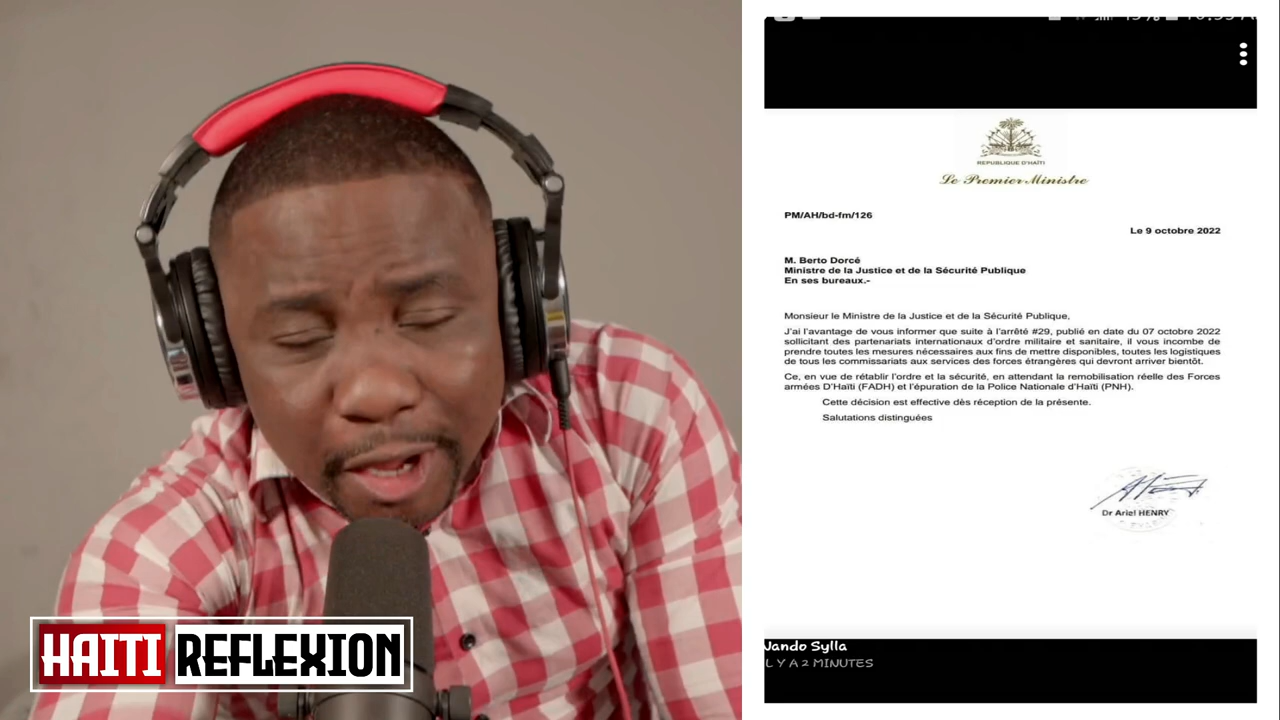 HAITI REFLEXION
REPUBLIQUE D'HAÏTI
Le Premier Ministre
PM/AH/bd-fm/126
Le 9 octobre 2022
M. Berto Dorcé
Ministre de la Justice et de la Sécurité Publique
En ses bureaux.-
Monsieur le Ministre de la Justice et de la Sécurité Publique,
J'ai l'avantage de vous informer que suite à l'arrêté #29, publié en date du 07 octobre 2022
sollicitant des partenariats internationaux d'ordre militaire et sanitaire, il vous incombe de
prendre toutes les mesures nécessaires aux fins de mettre disponibles, toutes les logistiques
de tous les commissariats aux services des forces étrangères qui devront arriver bientôt.
Ce, en vue de rétablir l'ordre et la sécurité, en attendant la remobilisation réelle des Forces
armées D'Haïti (FADH) et l'épuration de la Police Nationale d'Haïti (PNH).
Cette décision est effective dès réception de la présente.
Salutations distinguées
Dr Ariel HENRY
Nando Sylla
L Y A 2 MINUTES